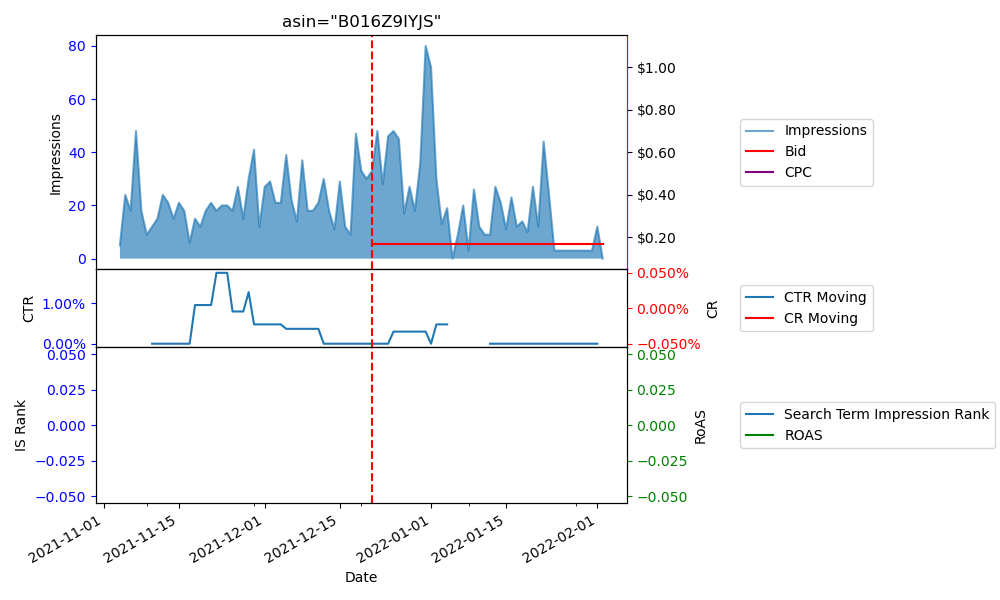 asin="B016Z9IYJS"
80
60
40
20
0
Impressions
$1.00
$0.80
$0.60
$0.40
$0.20
Impressions
Bid
CPC
1.00%
0.00%
CTR
0.050%
0.000%
−0.050%
CR
CTR Moving
CR Moving
0.050
0.025
0.000
−0.025
−0.050
IS Rank
0.050
0.025
0.000
−0.025
−0.050
RoAS
Search Term Impression Rank
ROAS
2021-11-01
2021-11-15
2021-12-01
2021-12-15
2022-01-01
2022-01-15
2022-02-01
Date